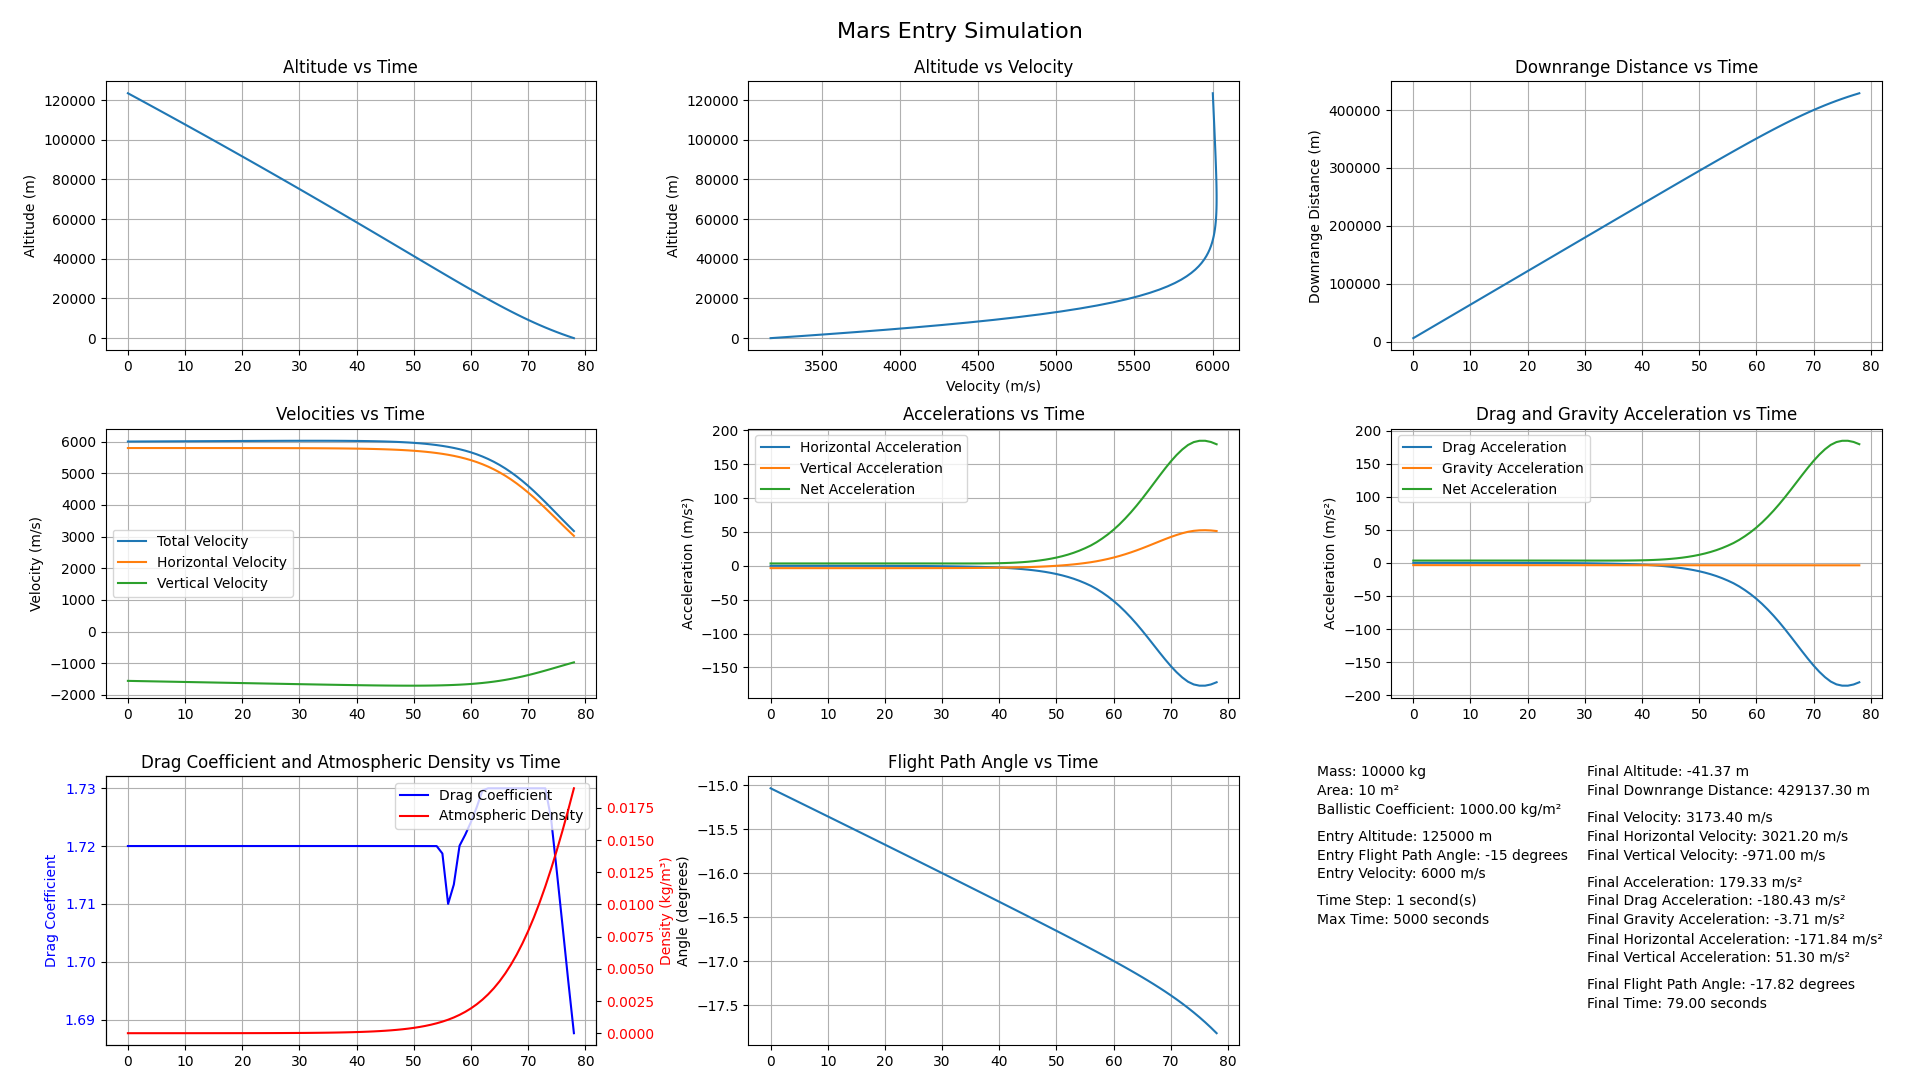 Mars Entry Simulation
Altitude vs Time
Altitude (m)
120000
100000
80000
60000
40000
20000
0
0 10 20 30 40 50 60 70 80
Altitude vs Velocity
Altitude (m)
120000
100000
80000
60000
40000
20000
0
3500 4000 4500 5000 5500 6000
Velocity (m/s)
Downrange Distance vs Time
Downrange Distance (m)
400000
300000
200000
100000
0
0 10 20 30 40 50 60 70 80
Velocities vs Time
Velocity (m/s)
6000
5000
4000
3000
2000
1000
0
−1000
−2000
Total Velocity
Horizontal Velocity
Vertical Velocity
0 10 20 30 40 50 60 70 80
Accelerations vs Time
Acceleration (m/s²)
200
150
100
50
0
−50
−100
−150
Horizontal Acceleration
Vertical Acceleration
Net Acceleration
0 10 20 30 40 50 60 70 80
Drag and Gravity Acceleration vs Time
Acceleration (m/s²)
200
150
100
50
0
−50
−100
−150
−200
Drag Acceleration
Gravity Acceleration
Net Acceleration
0 10 20 30 40 50 60 70 80
Drag Coefficient and Atmospheric Density vs Time
Drag Coefficient
1.73
1.72
1.71
1.70
1.69
Drag Coefficient
Atmospheric Density
0.0175
0.0150
0.0125
0.0100
0.0075
0.0050
0.0025
0.0000
Density (kg/m³)
0 10 20 30 40 50 60 70 80
Flight Path Angle vs Time
Angle (degrees)
−15.0
−15.5
−16.0
−16.5
−17.0
−17.5
0 10 20 30 40 50 60 70 80
Mass: 10000 kg
Area: 10 m²
Ballistic Coefficient: 1000.00 kg/m²
Entry Altitude: 125000 m
Entry Flight Path Angle: -15 degrees
Entry Velocity: 6000 m/s
Time Step: 1 second(s)
Max Time: 5000 seconds
Final Altitude: -41.37 m
Final Downrange Distance: 429137.30 m
Final Velocity: 3173.40 m/s
Final Horizontal Velocity: 3021.20 m/s
Final Vertical Velocity: -971.00 m/s
Final Acceleration: 179.33 m/s²
Final Drag Acceleration: -180.43 m/s²
Final Gravity Acceleration: -3.71 m/s²
Final Horizontal Acceleration: -171.84 m/s²
Final Vertical Acceleration: 51.30 m/s²
Final Flight Path Angle: -17.82 degrees
Final Time: 79.00 seconds